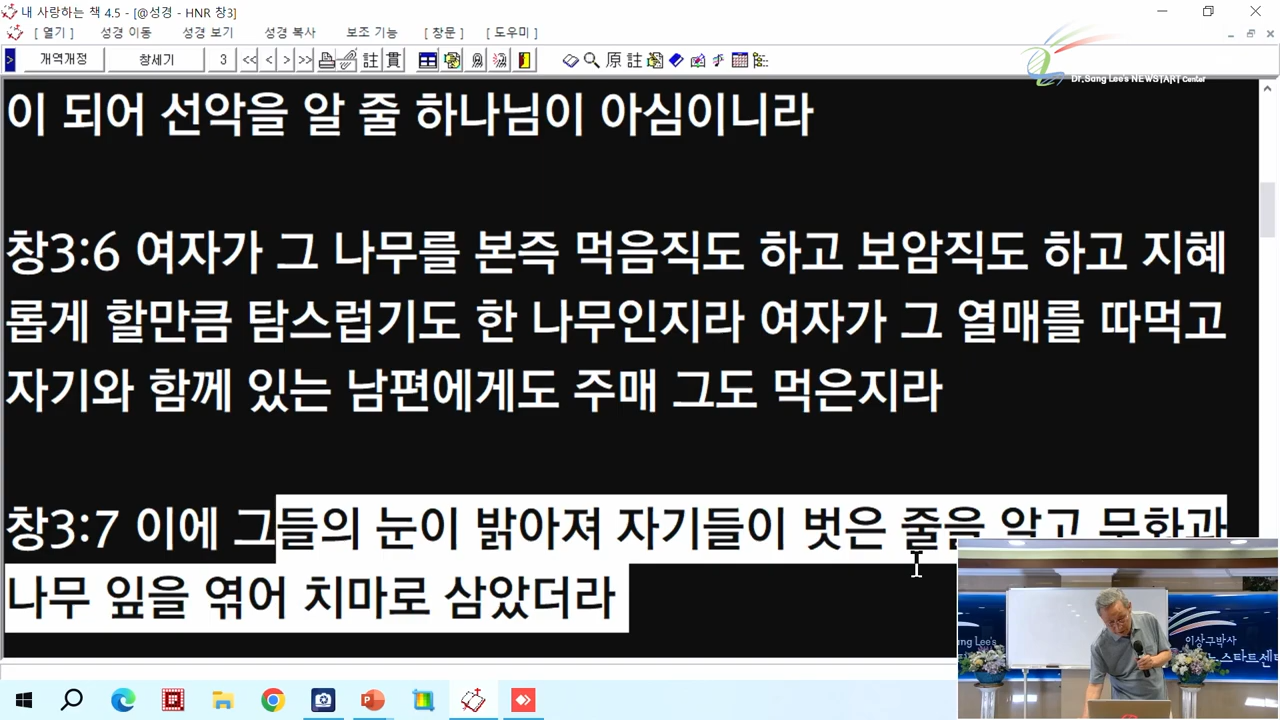 내 사랑하는 책 4.5 - [@성경 - HNR 창3]
[ 열기 ] 성경 이동 성경 보기 성경 복사 보조 기능 [ 창문 ] [ 도우미 ]
개역개정 창세기 3 << < > >> 註 貫 原 註
Dr.Sang Lee's NEWSTART Center
이 되어 선악을 알 줄 하나님이 아심이니라
창3:6 여자가 그 나무를 본즉 먹음직도 하고 보암직도 하고 지혜
롭게 할만큼 탐스럽기도 한 나무인지라 여자가 그 열매를 따먹고
자기와 함께 있는 남편에게도 주매 그도 먹은지라
창3:7 이에 그들의 눈이 밝아져 자기들이 벗은 줄을 알고 무화과
나무 잎을 엮어 치마로 삼았더라
ang Lee's
이상구박사
스타트센터